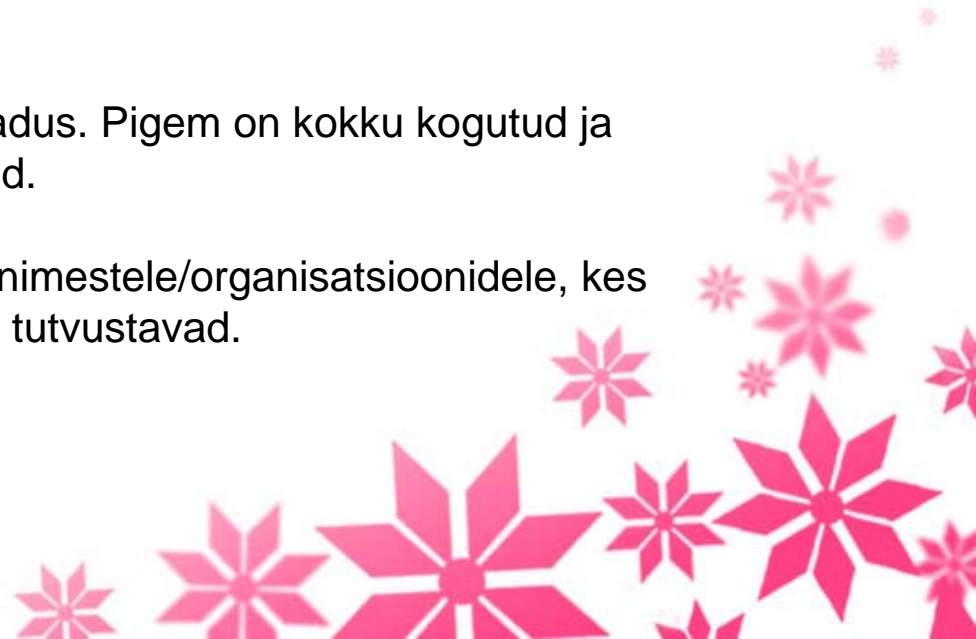 adus. Pigem on kokku kogutud ja
d.
nimestele/organisatsioonidele, kes
tutvustavad.